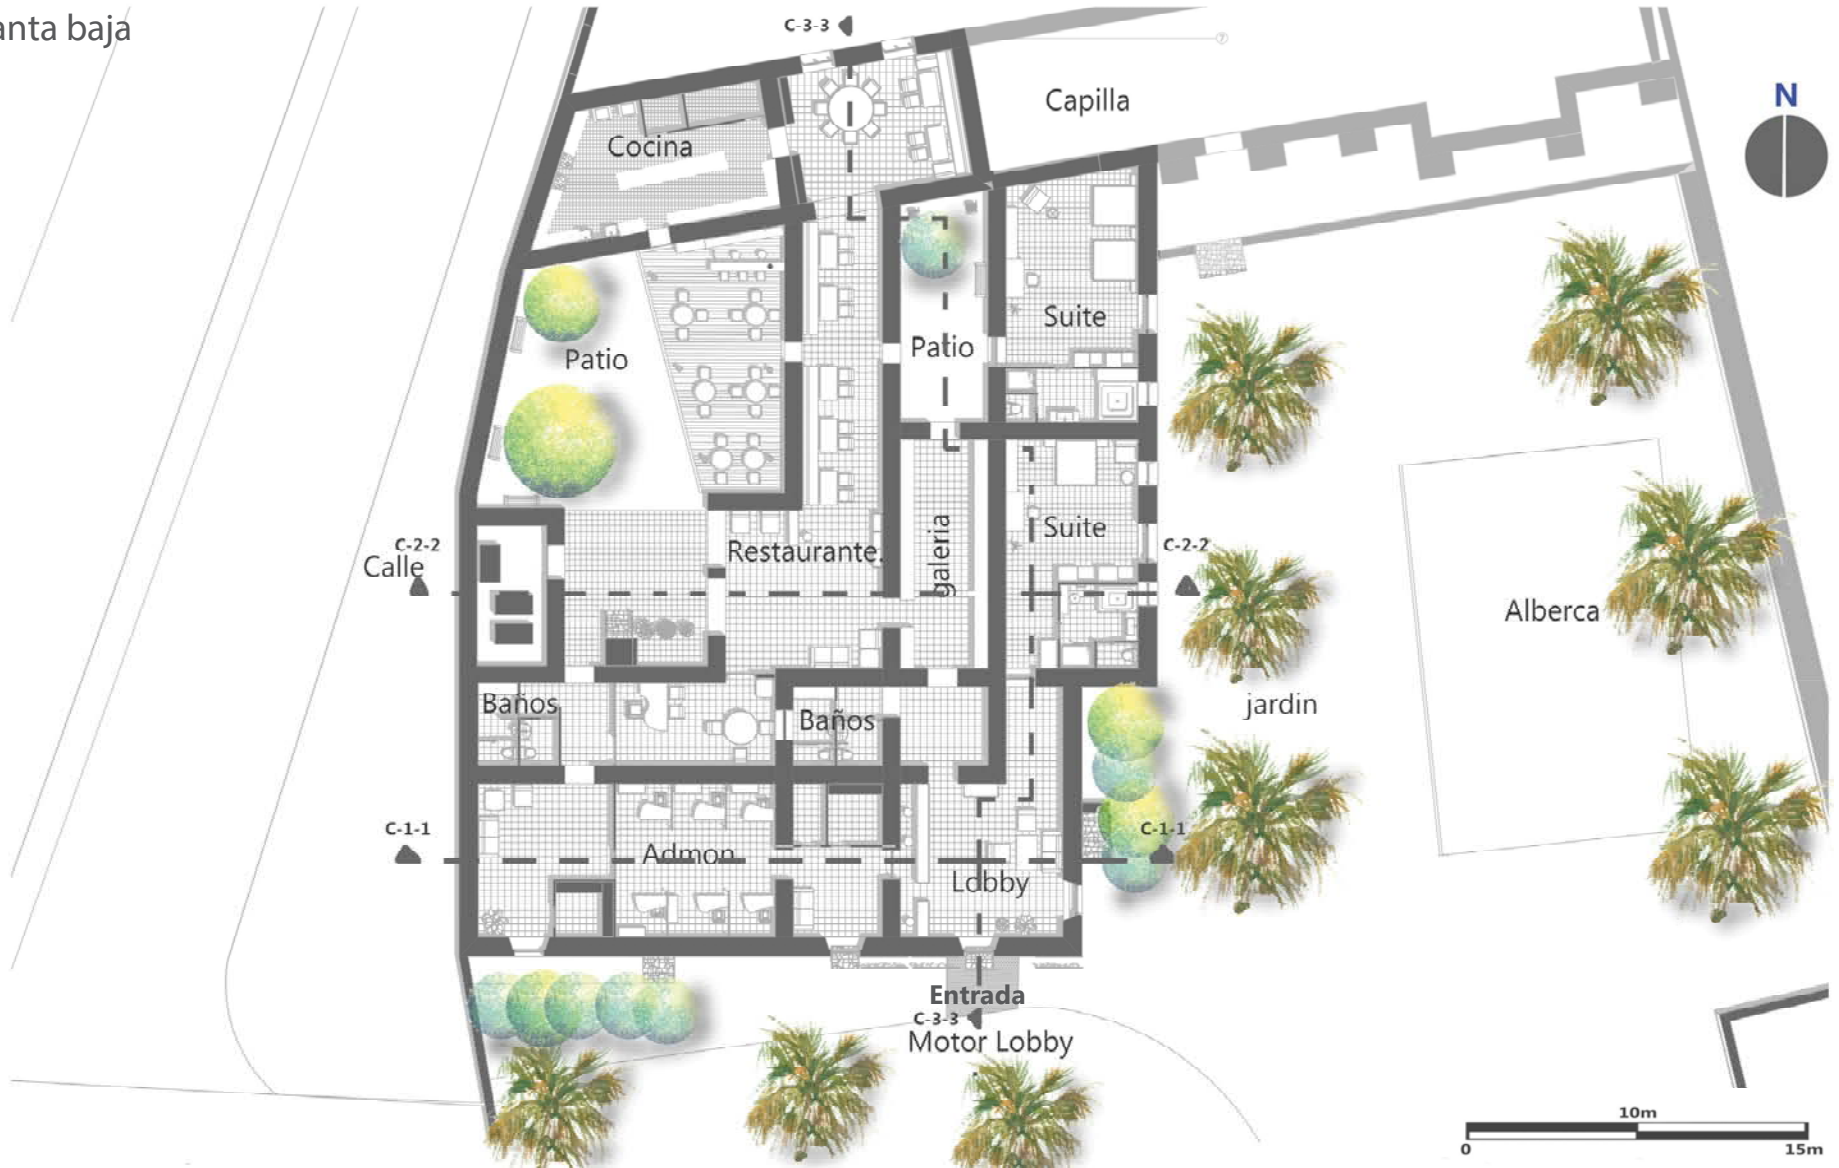 anta baja
C-3-3
N
Capilla
Cocina
Suite
Patio
Patio
galeria
Suite
C-2-2
Calle
Restaurante.
C-2-2
Alberca
Baños
Baños
jardin
C-1-1
Admon
Lobby
C-1-1
Entrada
C-3-3
Motor Lobby
10m
0
15m